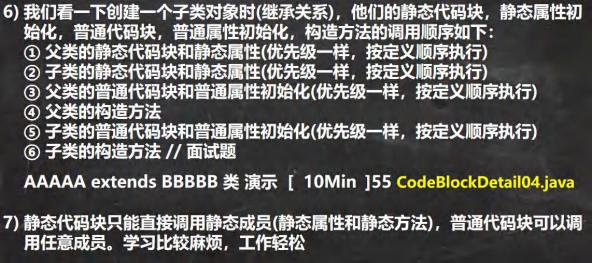 6) 我们看一下创建一个子类对象时(继承关系)，他们的静态代码块，静态属性初
始化，普通代码块，普通属性初始化，构造方法的调用顺序如下：
① 父类的静态代码块和静态属性(优先级一样，按定义顺序执行)
② 子类的静态代码块和静态属性(优先级一样，按定义顺序执行)
③ 父类的普通代码块和普通属性初始化(优先级一样，按定义顺序执行)
④ 父类的构造方法
⑤ 子类的普通代码块和普通属性初始化(优先级一样，按定义顺序执行)
⑥ 子类的构造方法 // 面试题
AAAAA extends BBBBB 类 演示 [ 10Min ]55 CodeBlockDetail04.java
7) 静态代码块只能直接调用静态成员(静态属性和静态方法)，普通代码块可以调
用任意成员。学习比较麻烦，工作轻松